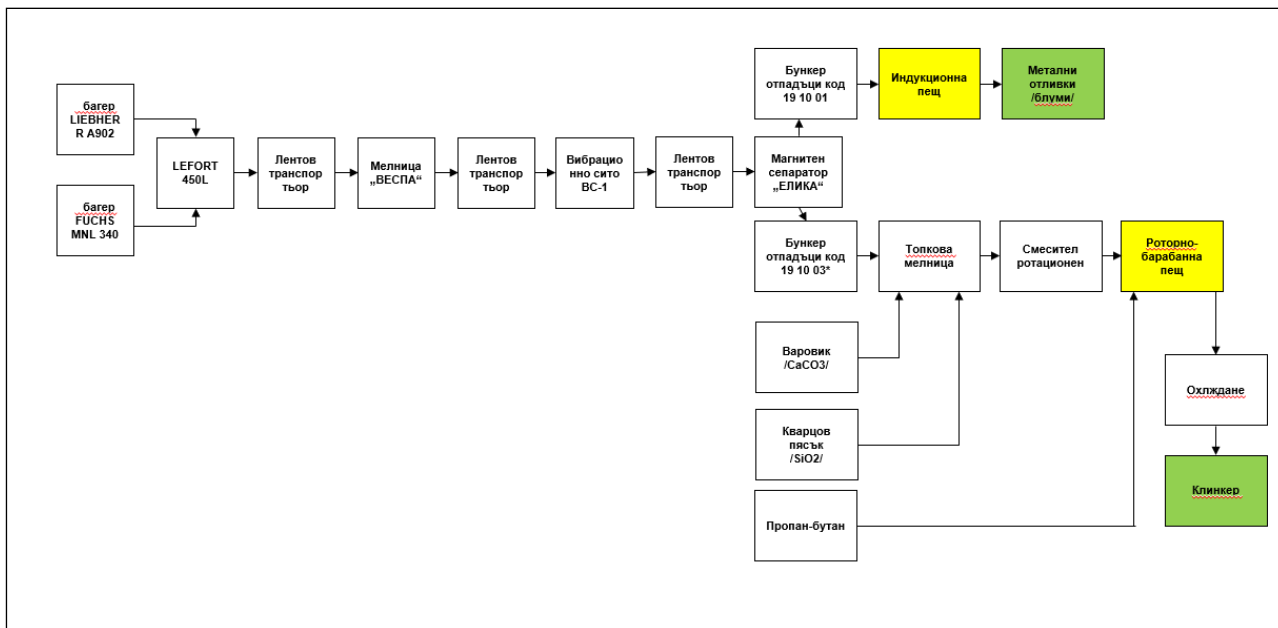 багер
LIEBHER
R A902
багер
FUCHS
MNL 340
LEFORT
450L
Лентов
транспор
тьор
Мелница
„ВЕСПА“
Лентов
транспор
тьор
Вибрацио
нно сито
ВС-1
Лентов
транспор
тьор
Магнитен
сепаратор
„ЕЛИКА“
Бункер
отпадъци код
19 10 01
Индукционна
пещ
Метални
отливки
/блуми/
Бункер
отпадъци код
19 10 03*
Топкова
мелница
Смесител
ротационен
Роторно-
барабанна
пещ
Варовик
/CaCO3/
Кварцов
пясък
/SiO2/
Пропан-бутан
Охлждане
Клинкер